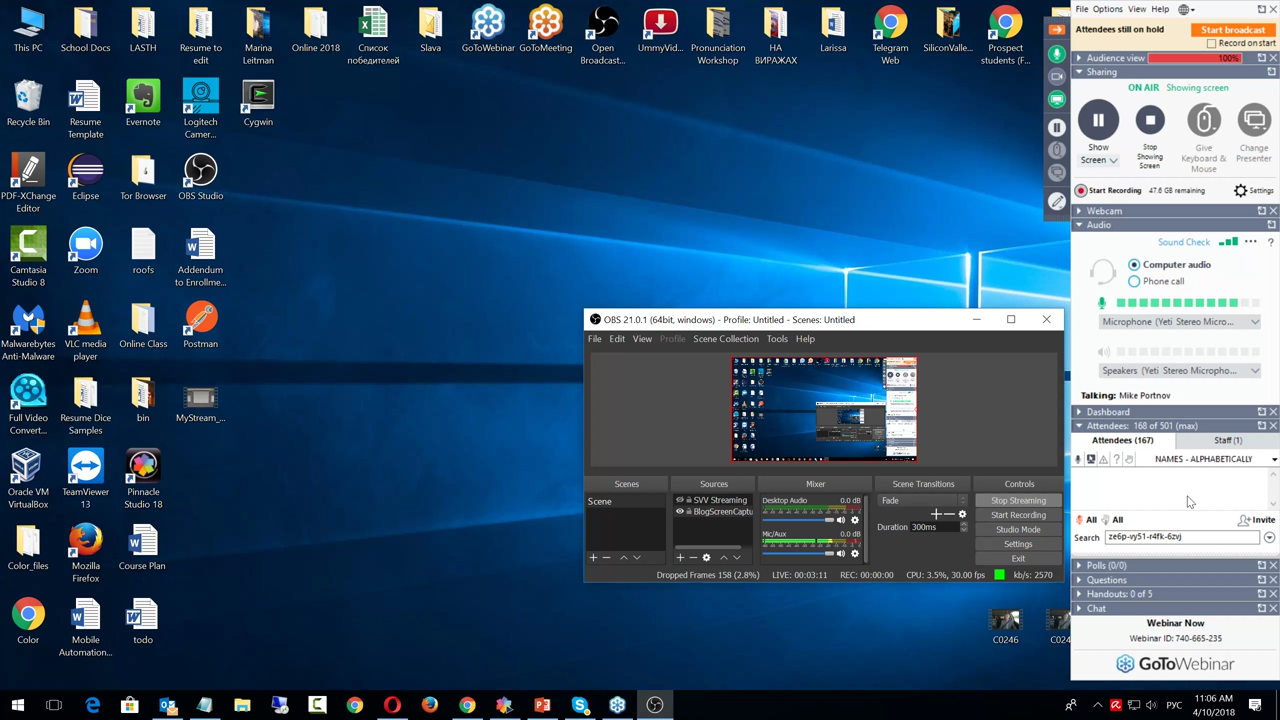 This PC
School Docs
LASTH
Resume to edit
Marina Leitman
Online 2018
Список победителей
Slava
GoToWebinar
GoToMeeting
Open Broadcast...
UmmyVid...
Pronunciation Workshop
НА ВИРАЖАХ
Larissa
Telegram Web
Recycle Bin
Resume Template
Evernote
Logitech Camer...
Cygwin
PDF-XChange Editor
Eclipse
Tor Browser
OBS Studio
Camtasia Studio 8
Zoom
roofs
Addendum to Enrollme...
Malwarebytes Anti-Malware
VLC media player
Online Class
Postman
Full Video Convert...
Resume Dice Samples
bin
MyStream...
Oracle VM VirtualBox
TeamViewer 13
Pinnacle Studio 18
Color_files
Mozilla Firefox
Course Plan
Color
Mobile Automation...
todo
C0246
OBS 21.0.1 (64bit, windows) - Profile: Untitled - Scenes: Untitled
File Edit View Profile Scene Collection Tools Help
Scenes
Sources
Mixer
Scene Transitions
Controls
Scene
SVV Streaming
BlogScreenCaptu
Desktop Audio 0.0 dB
Mic/Aux 0.0 dB
Fade
Duration 300ms
Stop Streaming
Start Recording
Studio Mode
Settings
Exit
Dropped Frames 158 (2.8%) LIVE: 00:03:11 REC: 00:00:00 CPU: 3.5%, 30.00 fps kb/s: 2570
File Options View Help
Attendees still on hold
Start broadcast
Record on start
Audience view 100%
Sharing
ON AIR Showing screen
Show Screen
Stop Showing Screen
Give Keyboard & Mouse
Change Presenter
Start Recording 47.6 GB remaining Settings
Webcam
Audio
Sound Check ?
Computer audio
Phone call
Microphone (Yeti Stereo Micro...
Speakers (Yeti Stereo Micropho...
Talking: Mike Portnov
Dashboard
Attendees: 168 of 501 (max)
Attendees (167) Staff (1)
NAMES - ALPHABETICALLY
All All Invite
Search ze6p-vy51-r4fk-6zvj
Polls (0/0)
Questions
Handouts: 0 of 5
Chat
Webinar Now
Webinar ID: 740-665-235
GoToWebinar
РУС
11:06 AM
4/10/2018